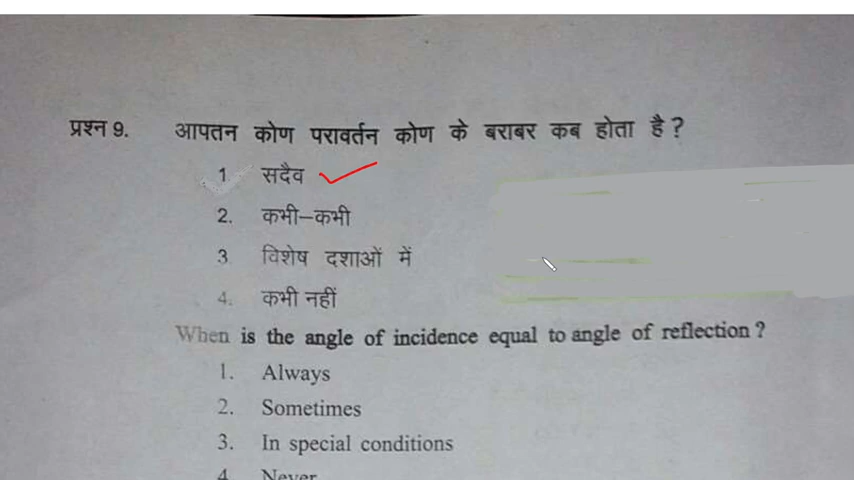 प्रश्न 9. आपतन कोण परावर्तन कोण के बराबर कब होता है ?
1 सदैव
2. कभी–कभी
3 विशेष दशाओं में
4. कभी नहीं
When is the angle of incidence equal to angle of reflection ?
1. Always
2. Sometimes
3. In special conditions
4 Never